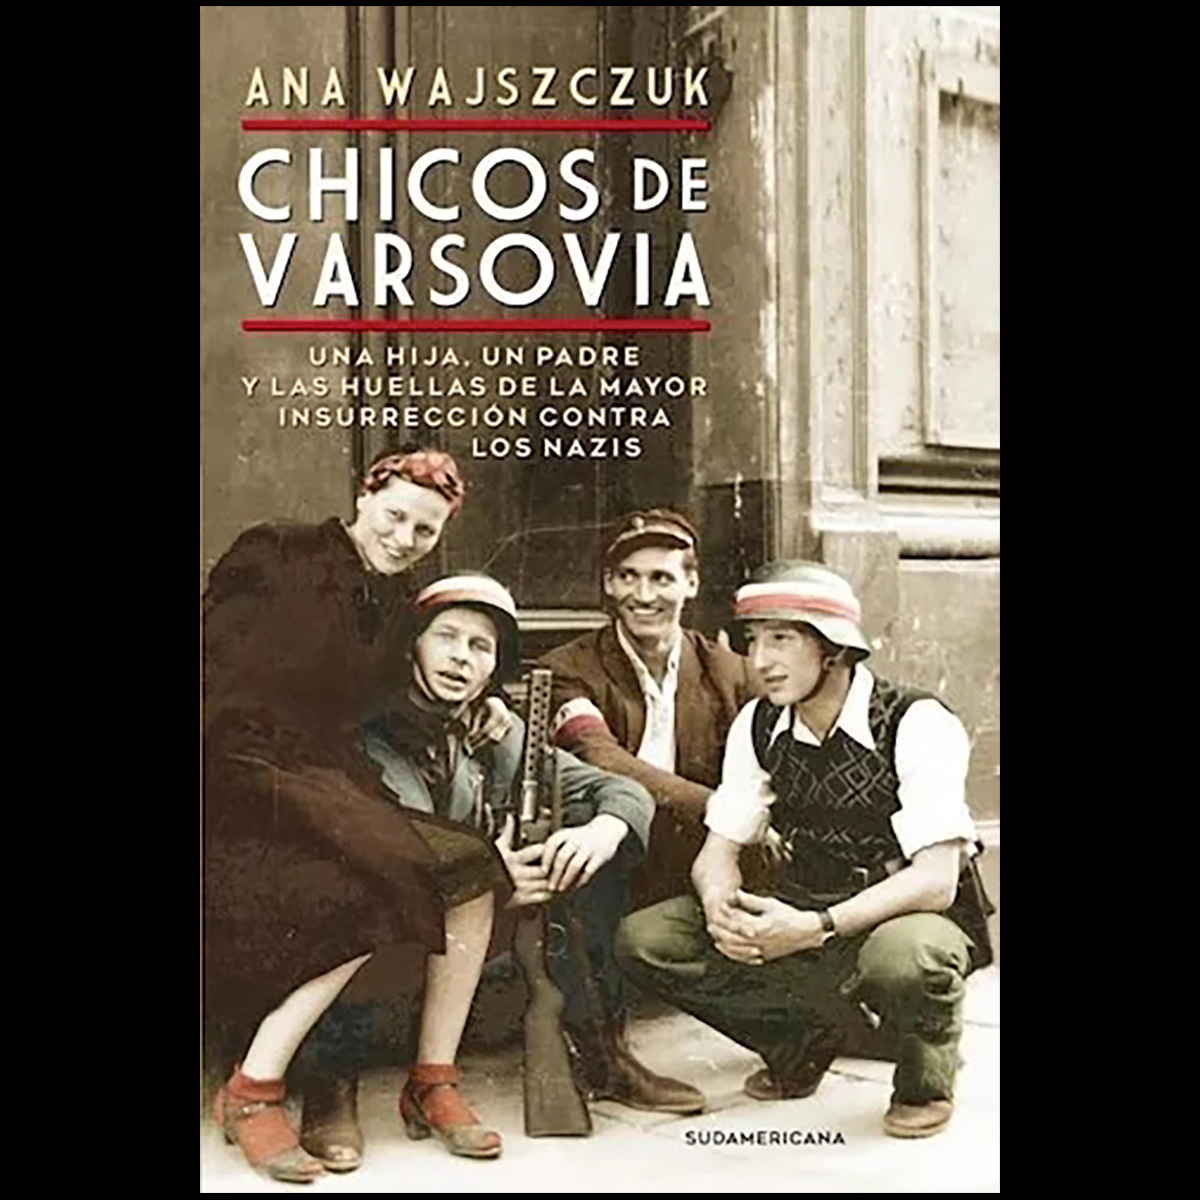 ANA WAJSZCZUK
CHICOS DE
VARSOVIA
UNA HIJA, UN PADRE
Y LAS HUELLAS DE LA MAYOR
INSURRECCIÓN CONTRA
LOS NAZIS
SUDAMERICANA